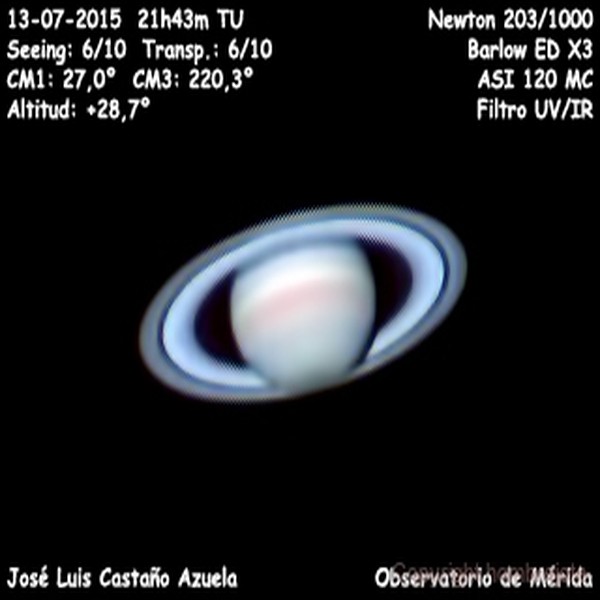 13-07-2015 21h43m TU
Seeing: 6/10 Transp.: 6/10
CM1: 27,0° CM3: 220,3°
Altitud: +28,7°
Newton 203/1000
Barlow ED X3
ASI 120 MC
Filtro UV/IR
José Luis Castaño Azuela
Observatorio de Mérida
Copyright